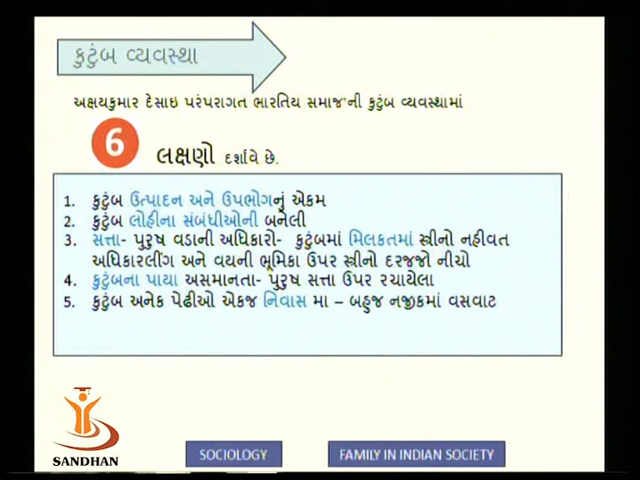 કુટુંબ વ્યવસ્થા
અક્ષયકુમાર દેસાઇ પરંપરાગત ભારતિય સમાજ'ની કુટુંબ વ્યવસ્થામાં
6 લક્ષણો દર્શાવે છે.
1. કુટુંબ ઉત્પાદન અને ઉપભોગનું એકમ
2. કુટુંબ લોહીના સંબંધીઓની બનેલી
3. સત્તા- પુરુષ વડાની અધિકારો- કુટુંબમાં મિલકતમાં સ્ત્રીનો નહીવત
અધિકારલીંગ અને વયની ભૂમિકા ઉપર સ્ત્રીનો દરજજો નીચો
4. કુટુંબના પાયા અસમાનતા- પુરુષ સત્તા ઉપર રચાયેલા
5. કુટુંબ અનેક પેઢીઓ એકજ નિવાસ મા – બહુજ નજીકમાં વસવાટ
SANDHAN
SOCIOLOGY
FAMILY IN INDIAN SOCIETY